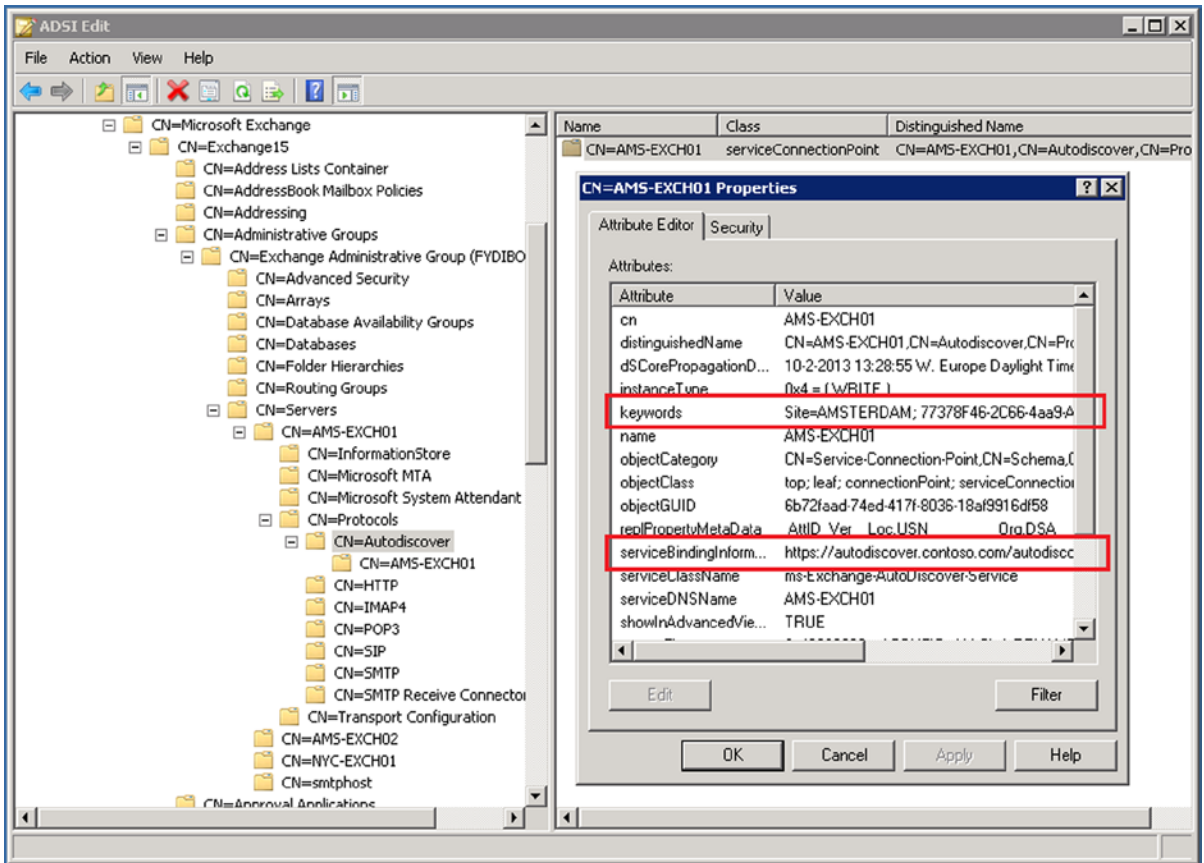 ADSI Edit
File Action View Help
CN=Microsoft Exchange
CN=Exchange15
CN=Address Lists Container
CN=AddressBook Mailbox Policies
CN=Addressing
CN=Administrative Groups
CN=Exchange Administrative Group (FYDIBO
CN=Advanced Security
CN=Arrays
CN=Database Availability Groups
CN=Databases
CN=Folder Hierarchies
CN=Routing Groups
CN=Servers
CN=AMS-EXCH01
CN=InformationStore
CN=Microsoft MTA
CN=Microsoft System Attendant
CN=Protocols
CN=Autodiscover
CN=AMS-EXCH01
CN=HTTP
CN=IMAP4
CN=POP3
CN=SIP
CN=SMTP
CN=SMTP Receive Connector
CN=Transport Configuration
CN=AMS-EXCH02
CN=NYC-EXCH01
CN=smtphost
CN=Approval Applications
Name Class Distinguished Name
CN=AMS-EXCH01 serviceConnectionPoint CN=AMS-EXCH01,CN=Autodiscover,CN=Pro
CN=AMS-EXCH01 Properties
Attribute Editor Security
Attributes:
Attribute Value
cn AMS-EXCH01
distinguishedName CN=AMS-EXCH01,CN=Autodiscover,CN=Pro
dSCorePropagationD... 10-2-2013 13:28:55 W. Europe Daylight Time
instanceType 0x4 = ( WRITE )
keywords Site=AMSTERDAM; 77378F46-2C66-4aa9-A
name AMS-EXCH01
objectCategory CN=Service-Connection-Point,CN=Schema,C
objectClass top; leaf; connectionPoint; serviceConnection
objectGUID 6b72faad-74ed-417f-8036-18af9916df58
replPropertyMetaData AttID Ver Loc.USN Org.DSA
serviceBindingInform... https://autodiscover.contoso.com/autodisc
serviceClassName ms-Exchange-AutoDiscover-Service
serviceDNSName AMS-EXCH01
showInAdvancedVie... TRUE
Edit Filter
OK Cancel Apply Help